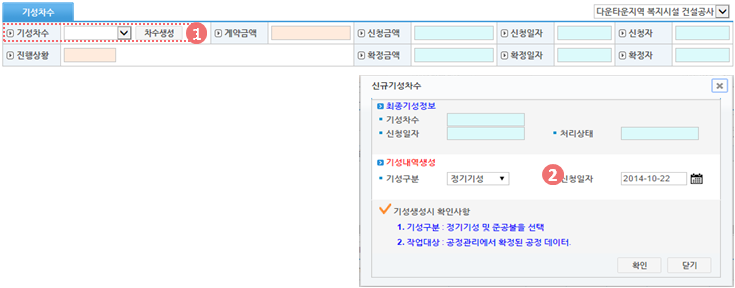 기성차수
다운타운지역 복지시설 건설공사
기성차수 차수생성 1 계약금액 신청금액 신청일자 신청자
진행상황 확정금액 확정일자 확정자
신규기성차수
최종기성정보
기성차수
신청일자 처리상태
기성내역생성
기성구분 정기기성 2 신청일자 2014-10-22
기성생성시 확인사항
1. 기성구분 : 정기기성 및 준공불을 선택
2. 작업대상 : 공정관리에서 확정된 공정 데이터.
확인 닫기